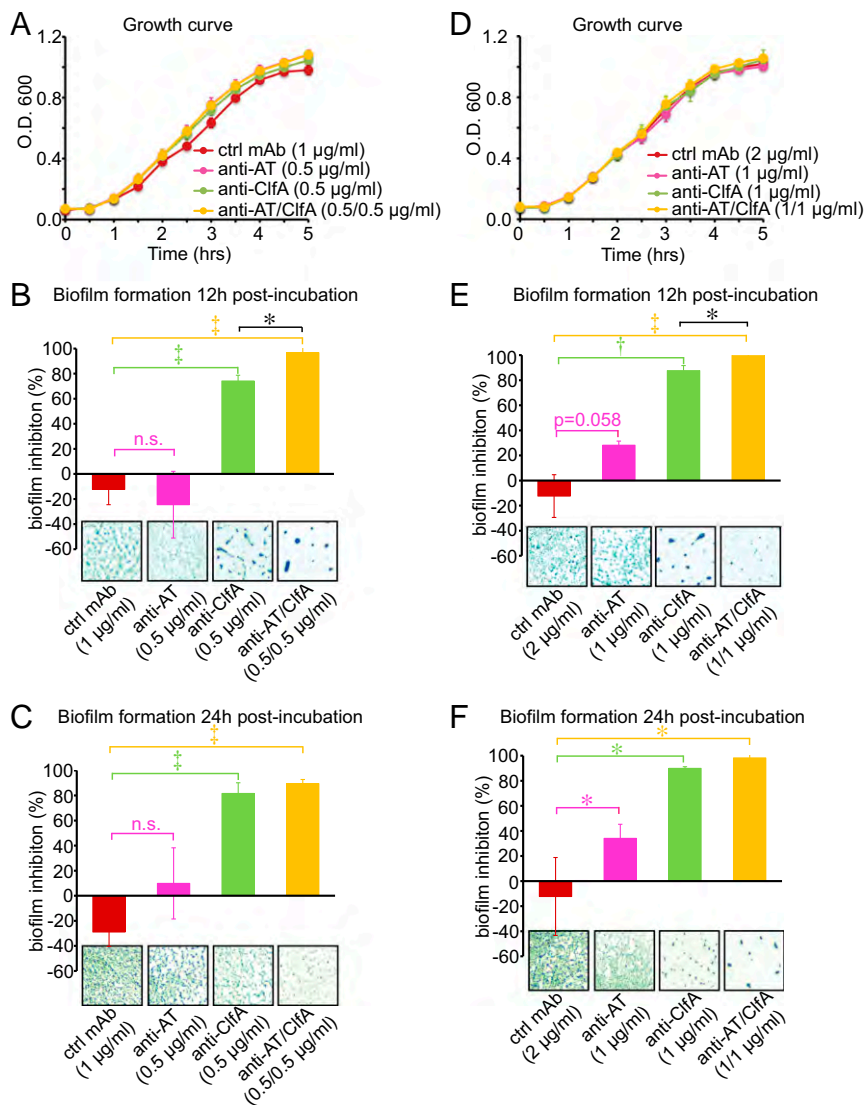 A Growth curve
1.2
0.8
0.4
0.0
O.D. 600
ctrl mAb (1 µg/ml)
anti-AT (0.5 µg/ml)
anti-ClfA (0.5 µg/ml)
anti-AT/ClfA (0.5/0.5 µg/ml)
0 1 2 3 4 5
Time (hrs)
B Biofilm formation 12h post-incubation
‡
*
‡
n.s.
100
80
60
40
20
0
-20
-40
-60
biofilm inhibiton (%)
ctrl mAb
(1 µg/ml)
anti-AT
(0.5 µg/ml)
anti-ClfA
(0.5 µg/ml)
anti-AT/ClfA
(0.5/0.5 µg/ml)
C Biofilm formation 24h post-incubation
‡
‡
n.s.
100
80
60
40
20
0
-20
-40
-60
biofilm inhibiton (%)
ctrl mAb
(1 µg/ml)
anti-AT
(0.5 µg/ml)
anti-ClfA
(0.5 µg/ml)
anti-AT/ClfA
(0.5/0.5 µg/ml)
D Growth curve
1.2
0.8
0.4
0.0
O.D. 600
ctrl mAb (2 µg/ml)
anti-AT (1 µg/ml)
anti-ClfA (1 µg/ml)
anti-AT/ClfA (1/1 µg/ml)
0 1 2 3 4 5
Time (hrs)
E Biofilm formation 12h post-incubation
‡
*
†
p=0.058
100
80
60
40
20
0
-20
-40
-60
biofilm inhibiton (%)
ctrl mAb
(2 µg/ml)
anti-AT
(1 µg/ml)
anti-ClfA
(1 µg/ml)
anti-AT/ClfA
(1/1 µg/ml)
F Biofilm formation 24h post-incubation
*
*
*
100
80
60
40
20
0
-20
-40
-60
biofilm inhibiton (%)
ctrl mAb
(2 µg/ml)
anti-AT
(1 µg/ml)
anti-ClfA
(1 µg/ml)
anti-AT/ClfA
(1/1 µg/ml)